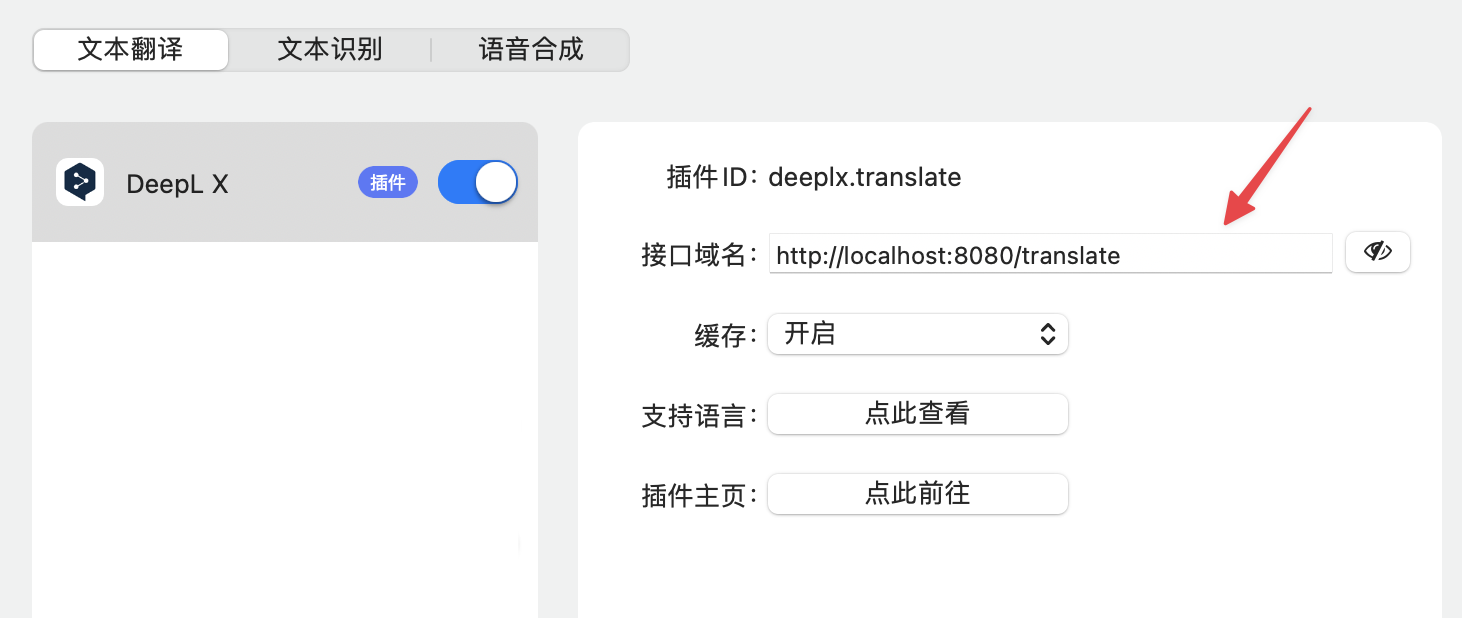 文本翻译 文本识别 语音合成
DeepL X 插件
插件ID：deeplx.translate
接口域名：http://localhost:8080/translate
缓存：开启
支持语言：点此查看
插件主页：点此前往